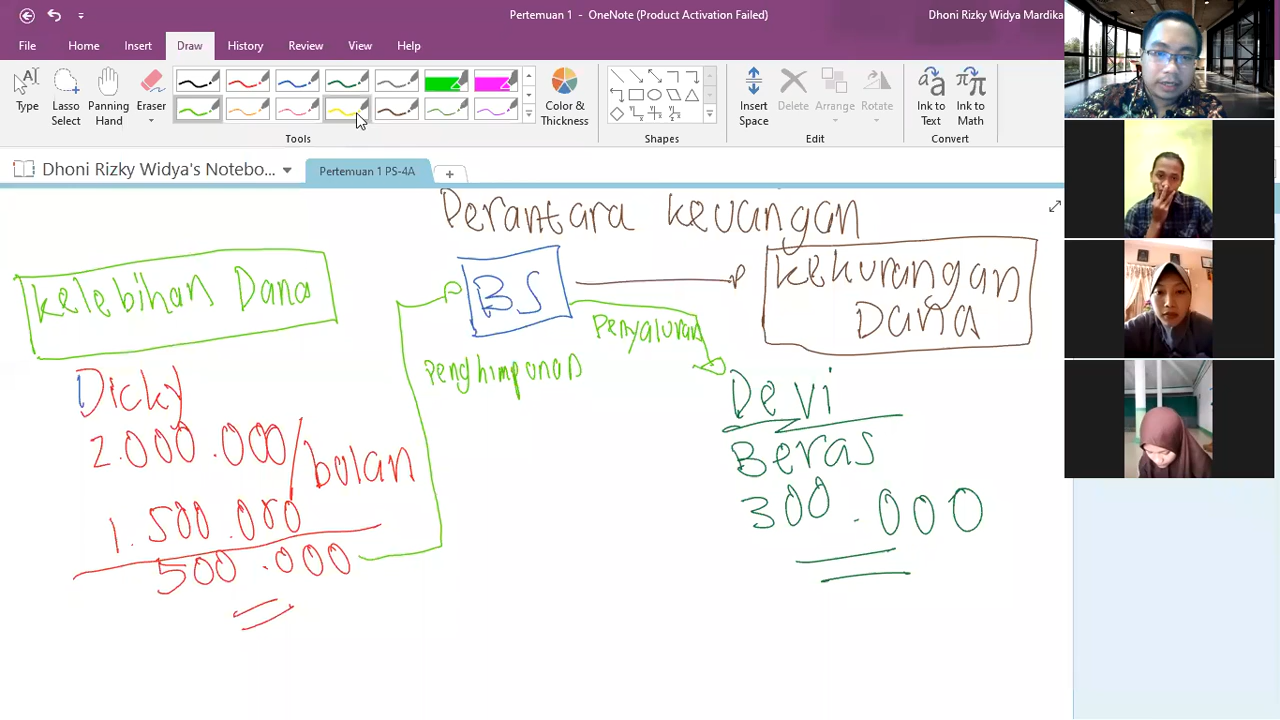 Pertemuan 1 - OneNote (Product Activation Failed)
Dhoni Rizky Widya Mardika
File Home Insert Draw History Review View Help
Type
Lasso Select
Panning Hand
Eraser
Color & Thickness
Insert Space
Delete
Arrange
Rotate
Ink to Text
Ink to Math
Tools
Shapes
Edit
Convert
Dhoni Rizky Widya's Notebo...
Pertemuan 1 PS-4A
Perantara keuangan
kelebihan Dana
BS
kekurangan
Dana
Penyaluran
Penghimpunan
Dicky
2.000.000/bulan
1.500.000
500.000
Devi
Beras
300.000